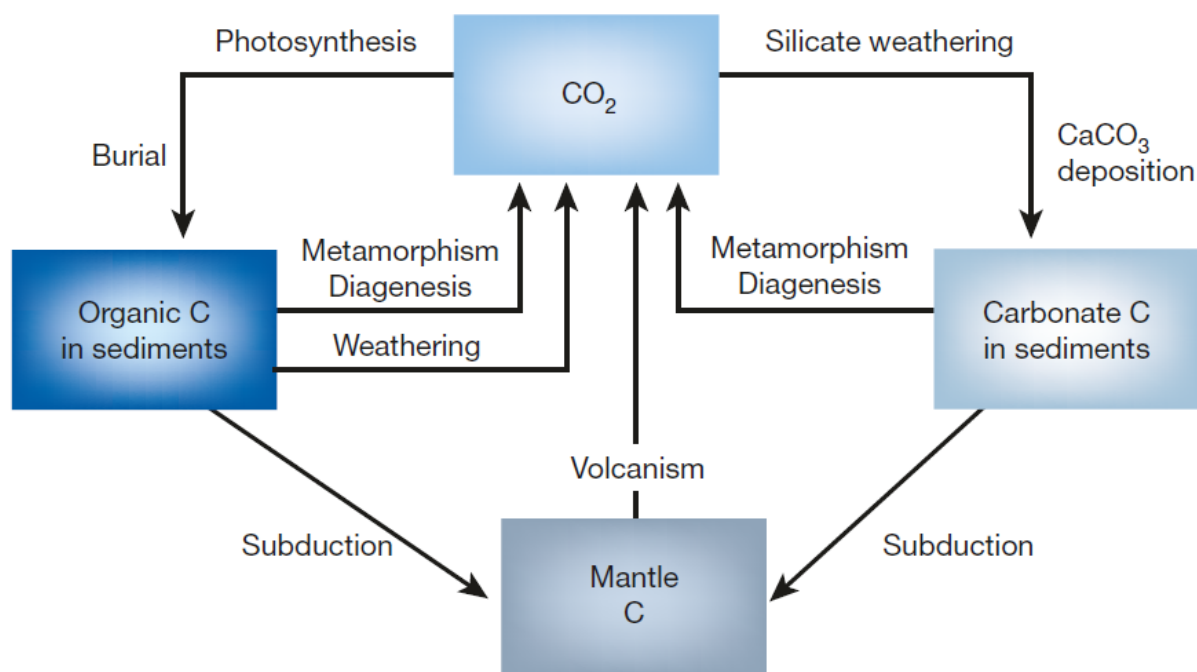 Photosynthesis
Silicate weathering
CO₂
Burial
CaCO₃
deposition
Metamorphism
Diagenesis
Metamorphism
Diagenesis
Organic C
in sediments
Weathering
Carbonate C
in sediments
Volcanism
Subduction
Subduction
Mantle
C